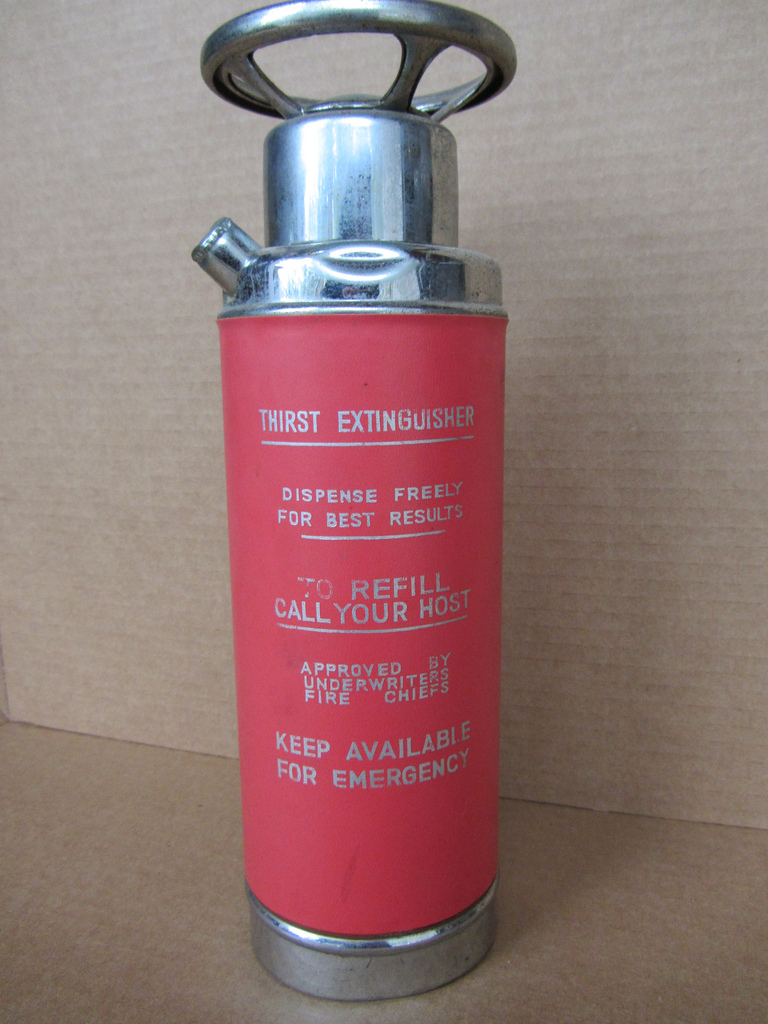 THIRST EXTINGUISHER
DISPENSE FREELY
FOR BEST RESULTS
TO REFILL
CALL YOUR HOST
APPROVED BY
UNDERWRITERS
FIRE CHIEFS
KEEP AVAILABLE
FOR EMERGENCY